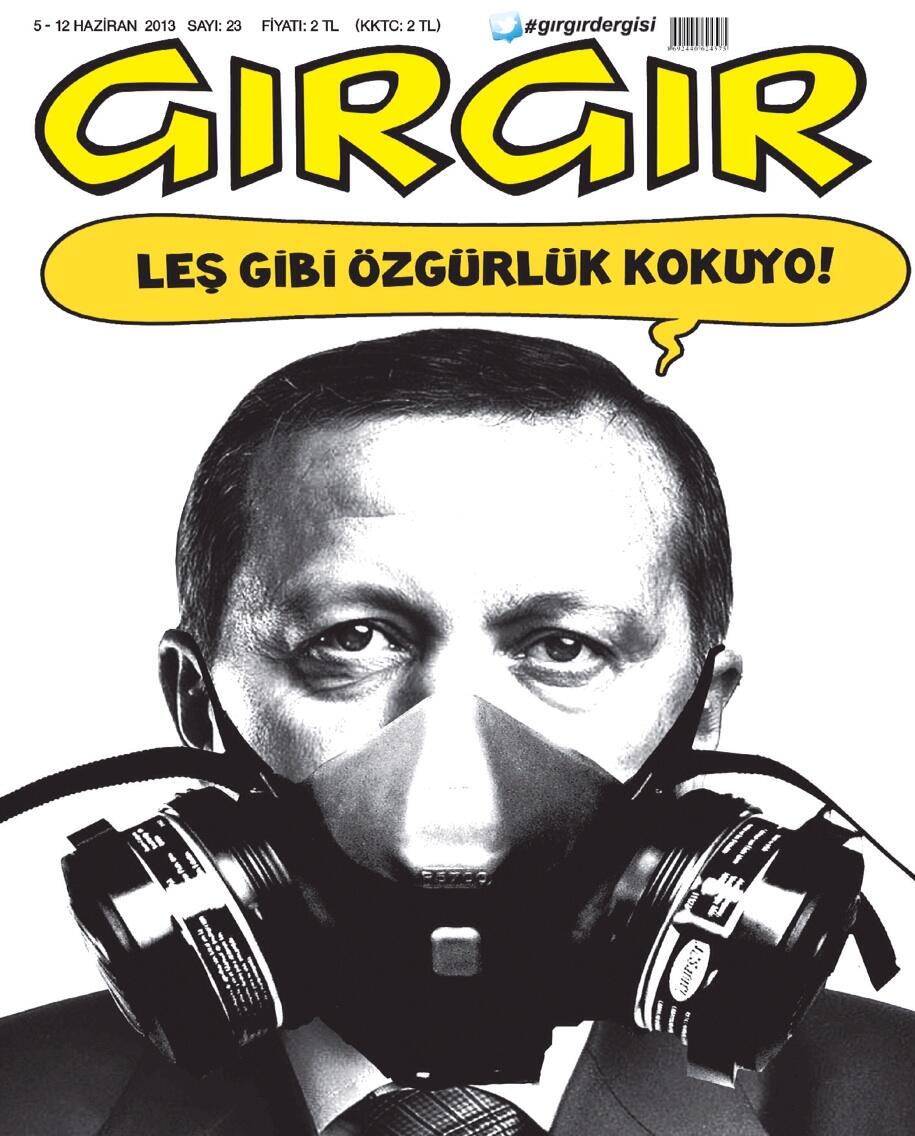 5 - 12 HAZİRAN 2013 SAYI: 23 FİYATI: 2 TL (KKTC: 2 TL) #gırgırdergisi
GIRGIR
LEŞ GİBİ ÖZGÜRLÜK KOKUYO!